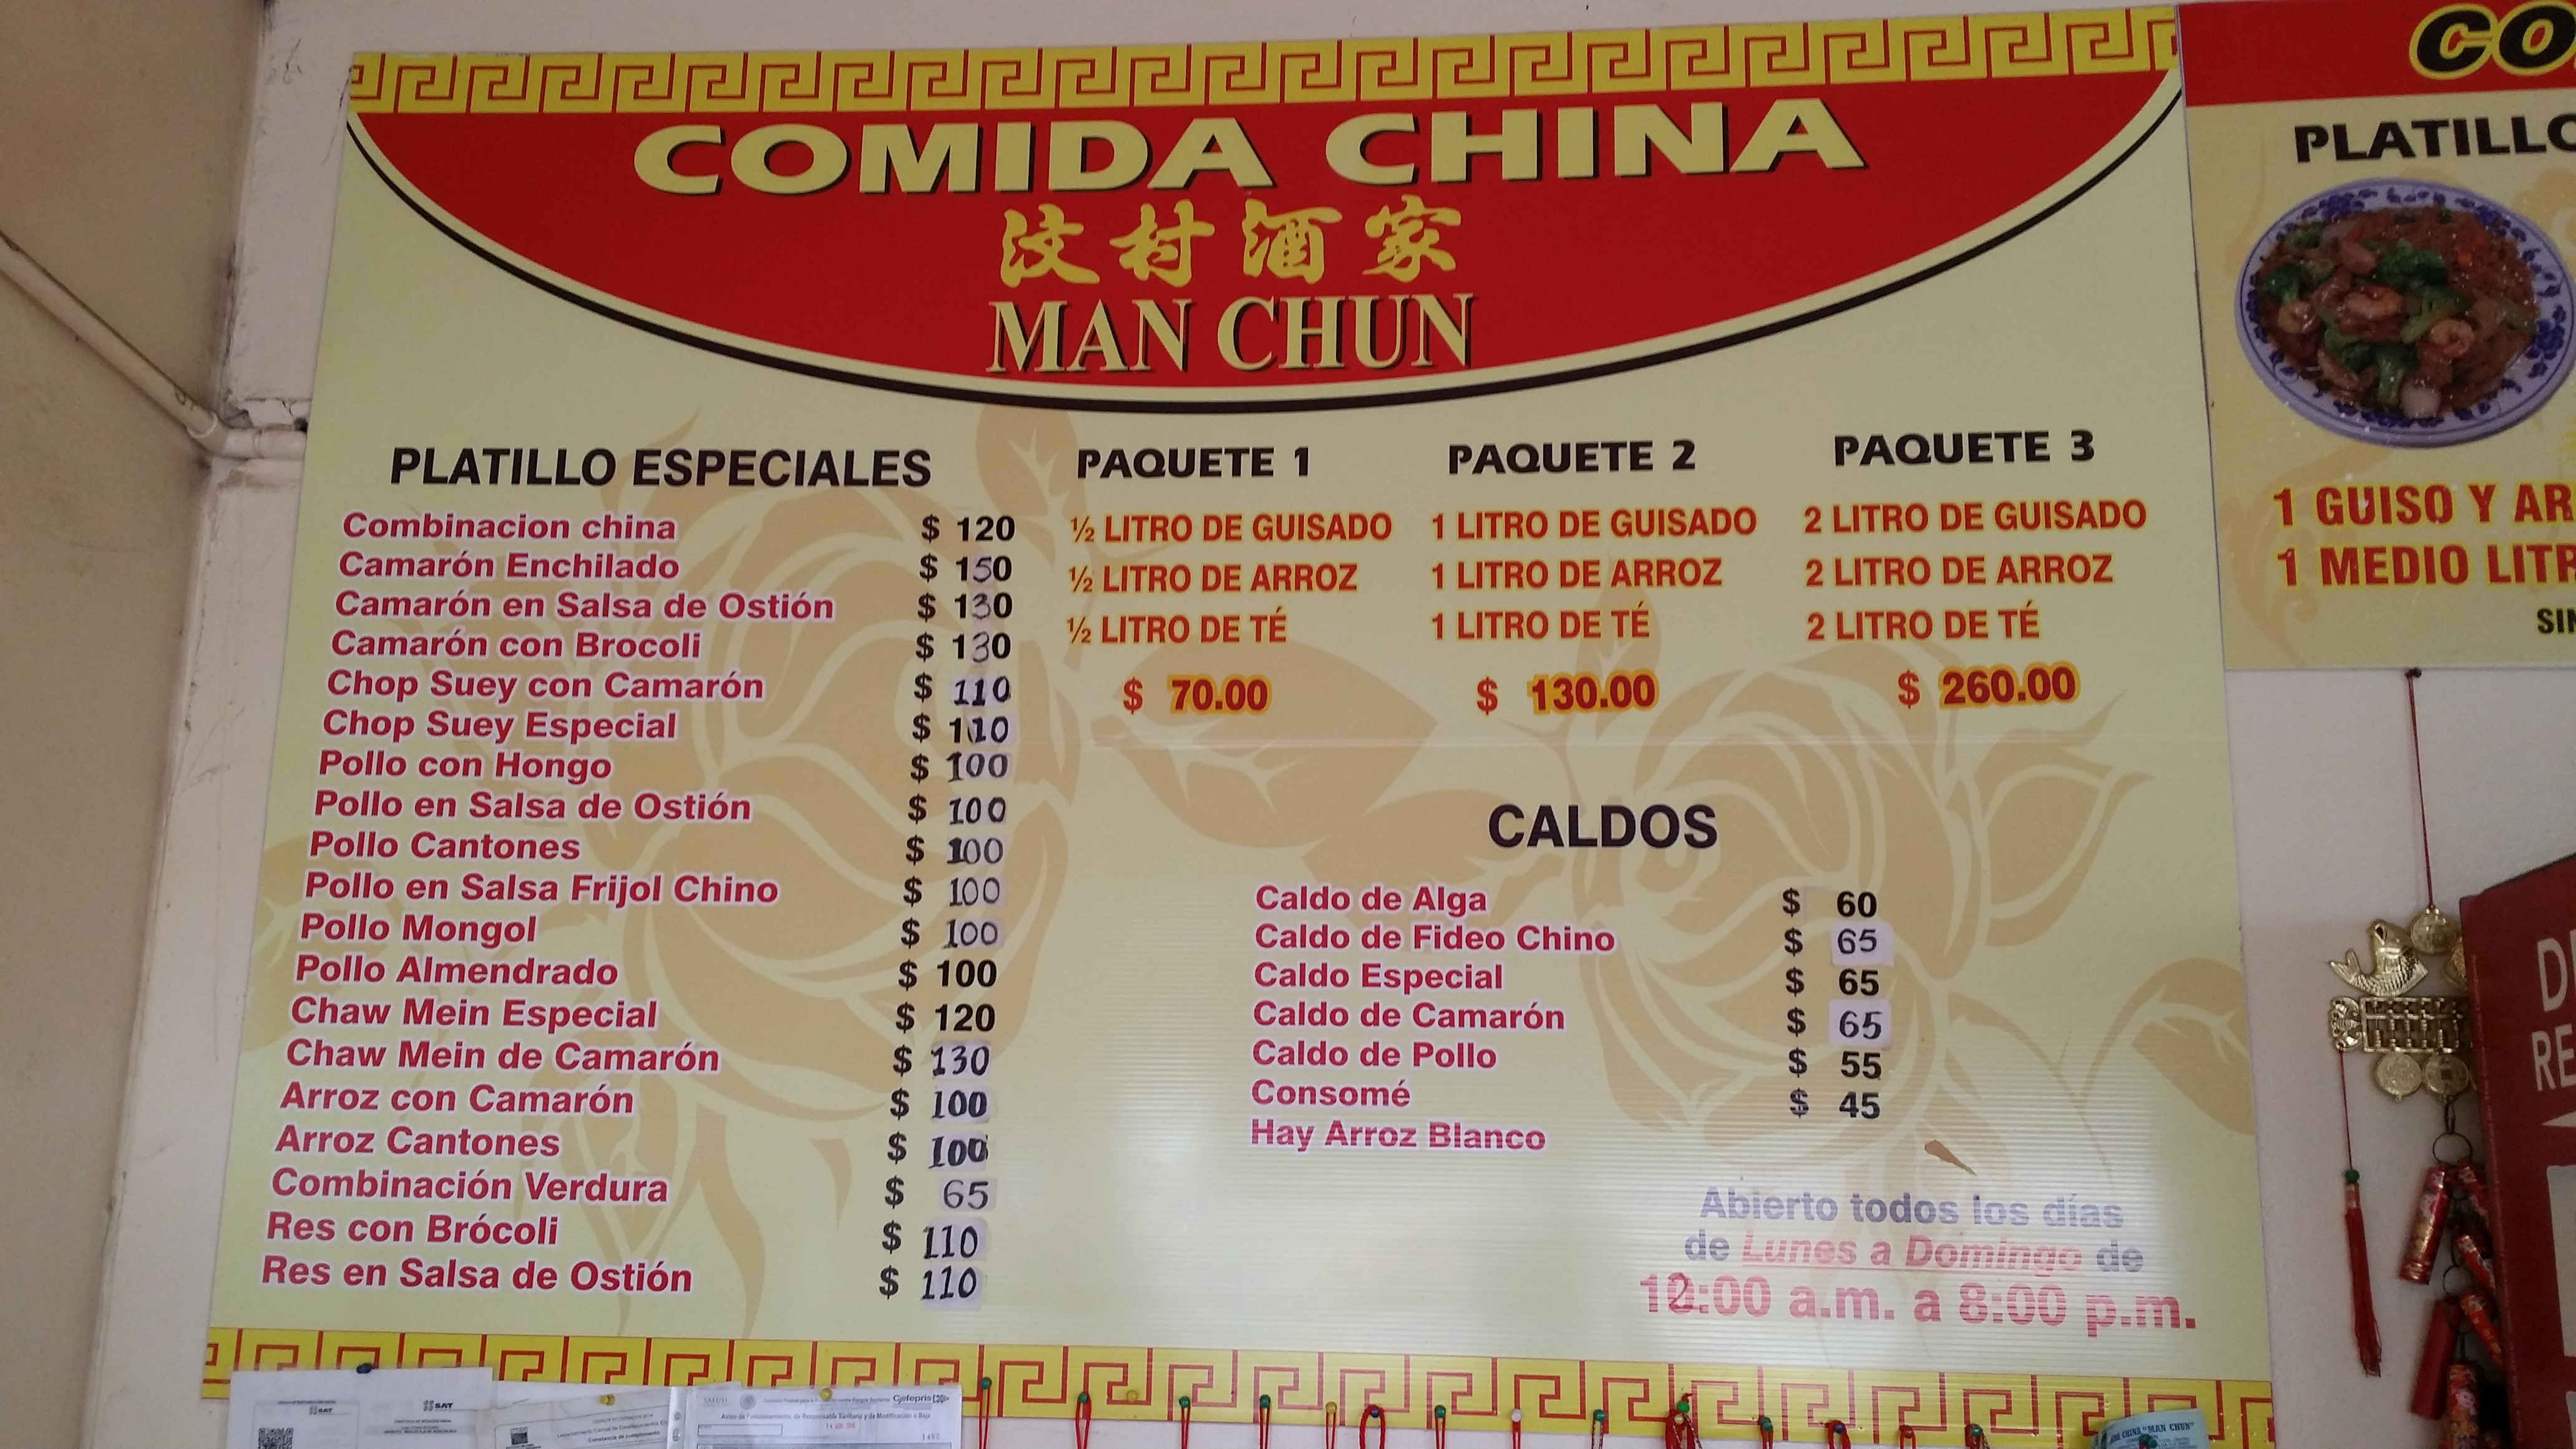 COMIDA CHINA
汶村酒家
MAN CHUN
PLATILLO ESPECIALES
Combinacion china $ 120
Camarón Enchilado $ 150
Camarón en Salsa de Ostión $ 130
Camarón con Brocoli $ 130
Chop Suey con Camarón $ 110
Chop Suey Especial $ 110
Pollo con Hongo $ 100
Pollo en Salsa de Ostión $ 100
Pollo Cantones $ 100
Pollo en Salsa Frijol Chino $ 100
Pollo Mongol $ 100
Pollo Almendrado $ 100
Chaw Mein Especial $ 120
Chaw Mein de Camarón $ 130
Arroz con Camarón $ 100
Arroz Cantones $ 100
Combinación Verdura $ 65
Res con Brócoli $ 110
Res en Salsa de Ostión $ 110
PAQUETE 1
½ LITRO DE GUISADO
½ LITRO DE ARROZ
½ LITRO DE TÉ
$ 70.00
PAQUETE 2
1 LITRO DE GUISADO
1 LITRO DE ARROZ
1 LITRO DE TÉ
$ 130.00
PAQUETE 3
2 LITRO DE GUISADO
2 LITRO DE ARROZ
2 LITRO DE TÉ
$ 260.00
CALDOS
Caldo de Alga $ 60
Caldo de Fideo Chino $ 65
Caldo Especial $ 65
Caldo de Camarón $ 65
Caldo de Pollo $ 55
Consomé $ 45
Hay Arroz Blanco
Abierto todos los días
de Lunes a Domingo de
12:00 a.m. a 8:00 p.m.
CO
PLATILLO
1 GUISO Y AR
1 MEDIO LITR
SIN
D
RE
SAT
SAT
Cofepris
CHINA "MAN CHUN"